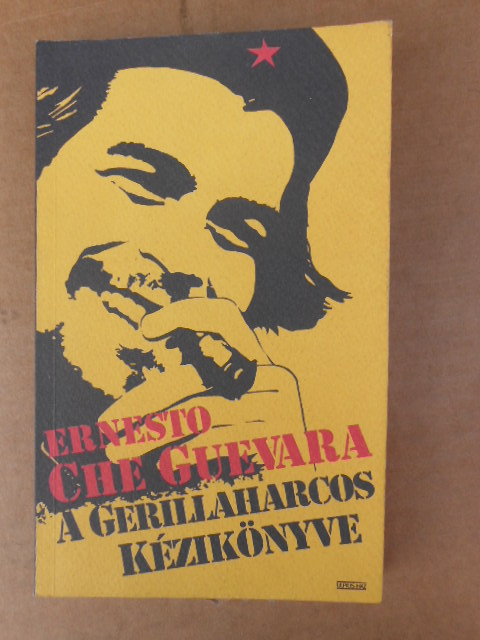 ERNESTO
CHE GUEVARA
A GERILLAHARCOS
KÉZIKÖNYVE